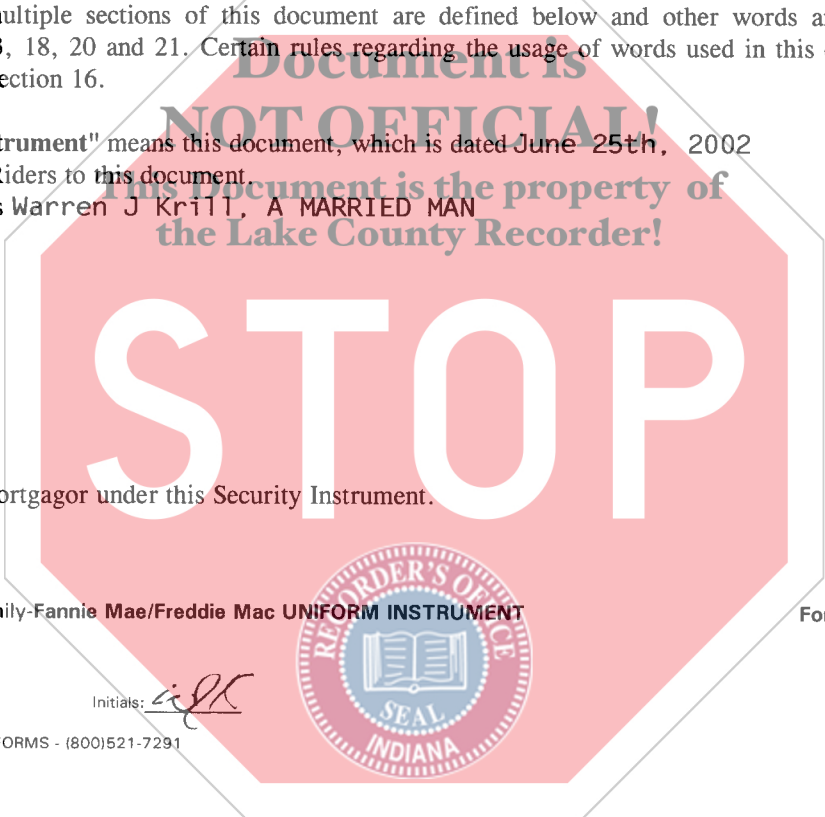 multiple sections of this document are defined below and other words a
, 18, 20 and 21. Certain rules regarding the usage of words used in this
ection 16.
Document is
NOT OFFICIAL!
trument" means this document, which is dated June 25th, 2002
Riders to this document.
This Document is the property of
Warren J Krill, A MARRIED MAN
the Lake County Recorder!
STOP
ortgagor under this Security Instrument.
RECORDER'S OFFICE
ily-Fannie Mae/Freddie Mac UNIFORM INSTRUMENT
For
Initials: WJK
SEAL
INDIANA
ORMS - (800)521-7291